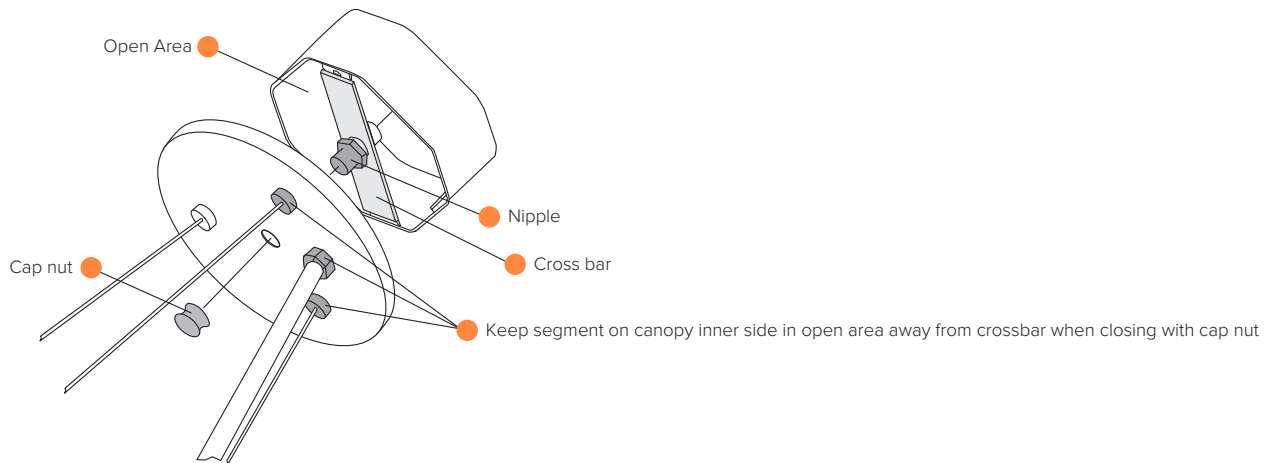 Open Area
Nipple
Cross bar
Cap nut
Keep segment on canopy inner side in open area away from crossbar when closing with cap nut